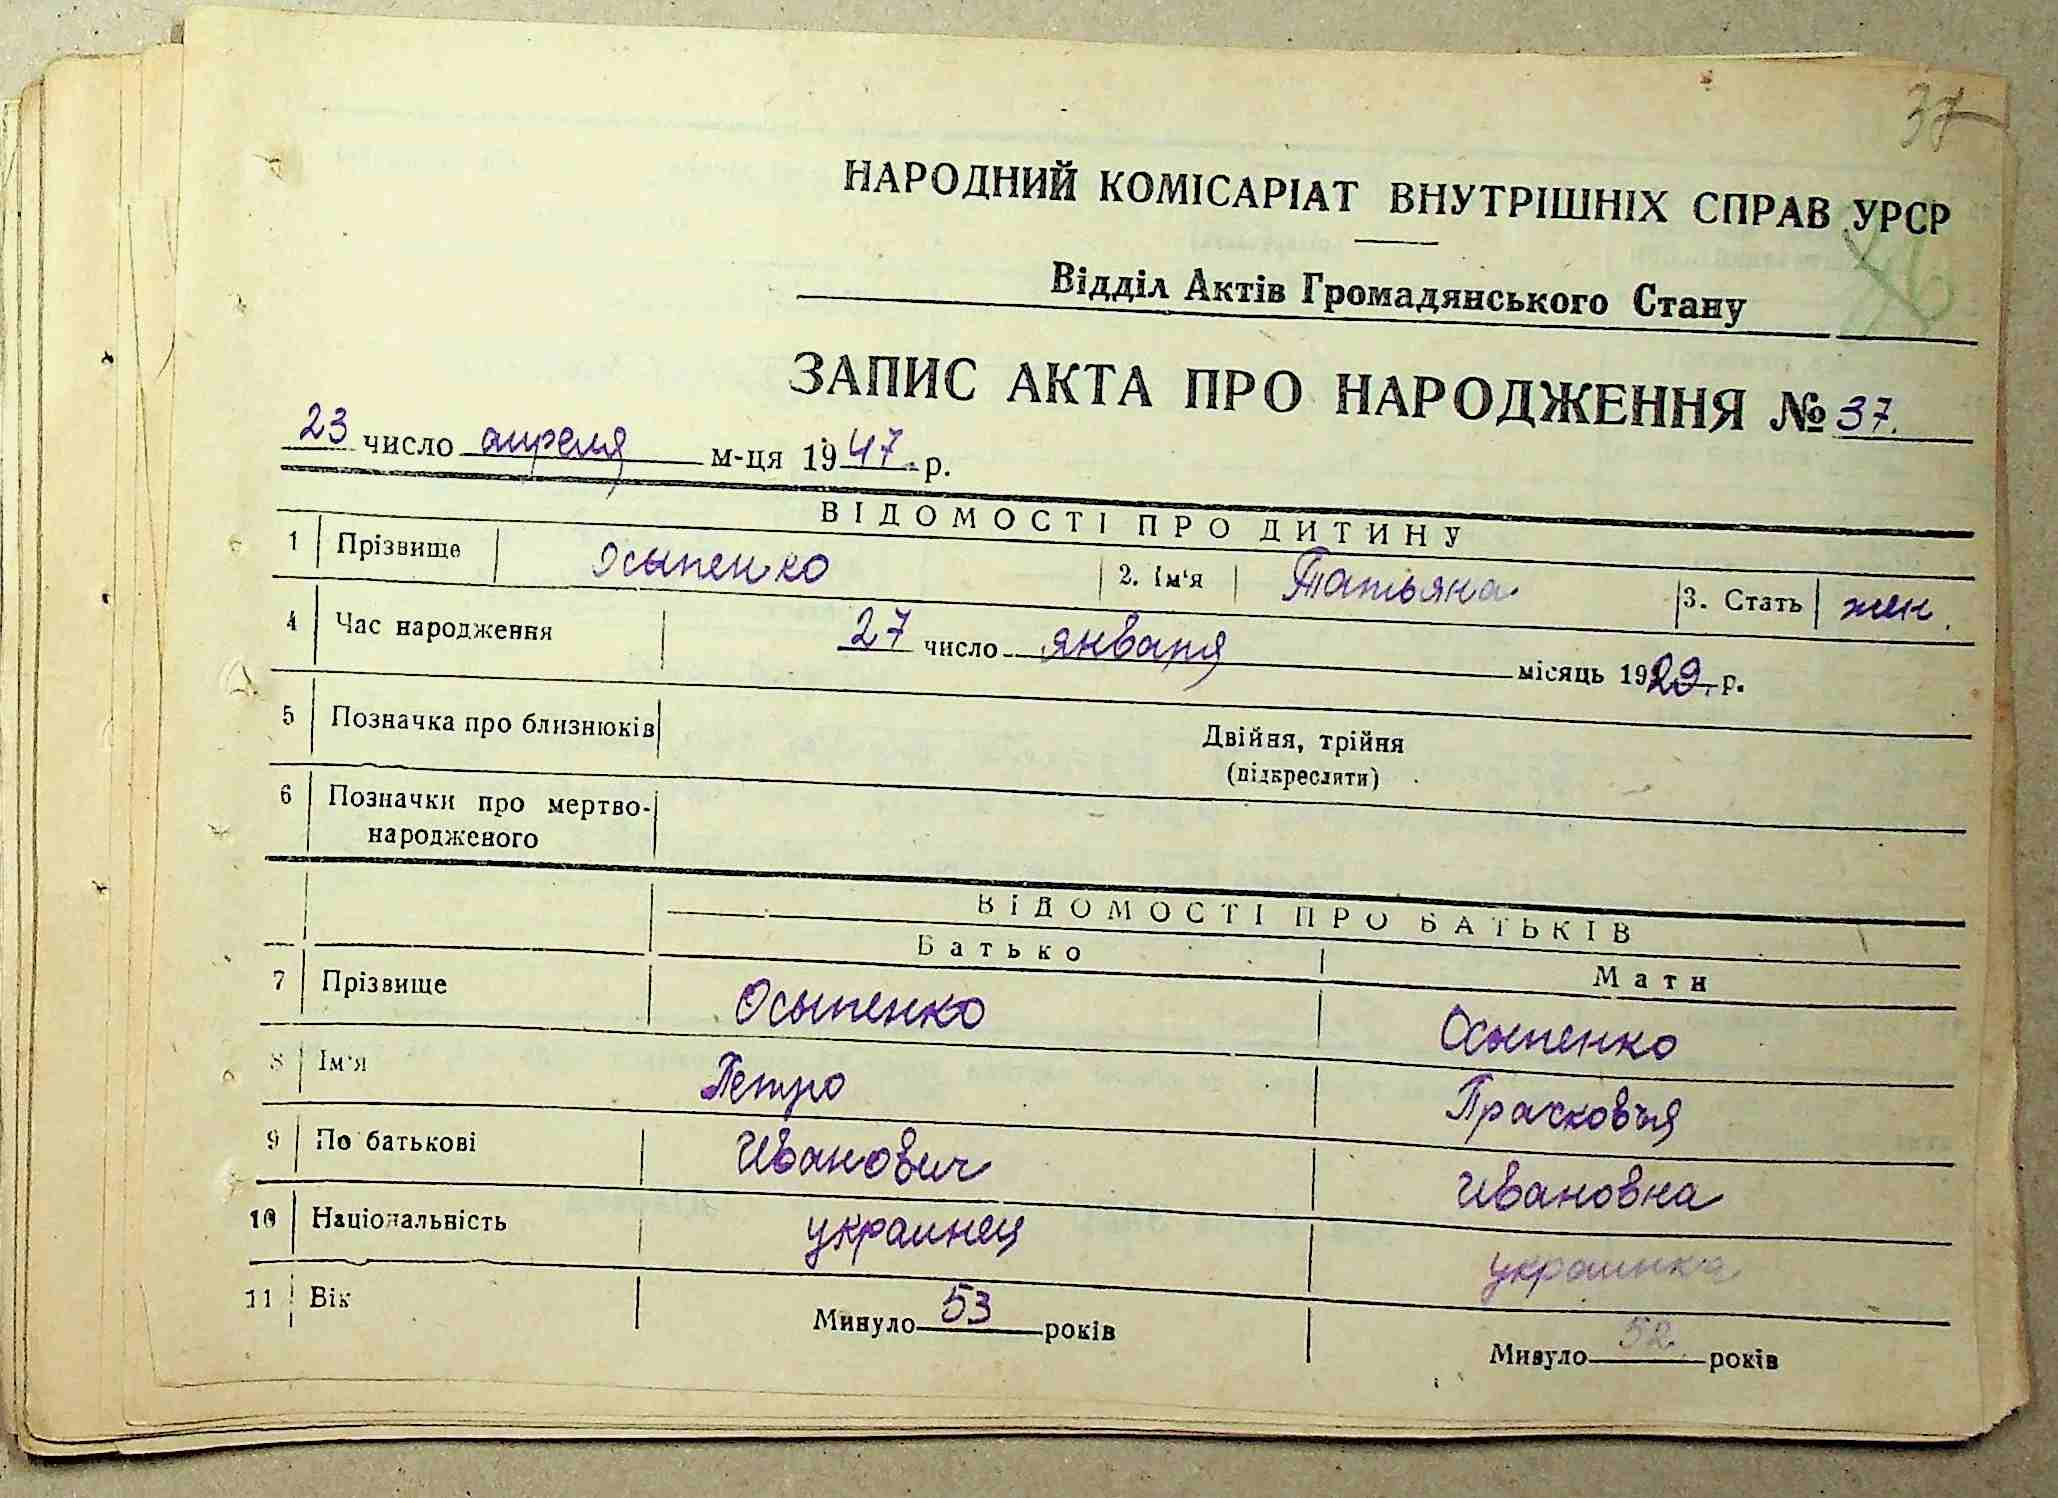 37
НАРОДНИЙ КОМІСАРІАТ ВНУТРІШНІХ СПРАВ УРСР
Відділ Актів Громадянського Стану
ЗАПИС АКТА ПРО НАРОДЖЕННЯ № 37.
23 число апреля м-ця 1947. р.
ВІДОМОСТІ ПРО ДИТИНУ
1 Прізвище Осыпенко 2. Ім'я Татьяна 3. Стать жен.
4 Час народження 27 число января місяць 1929. р.
5 Позначка про близнюків Двійня, трійня
(підкреслити)
6 Позначки про мертво-
народженого
ВІДОМОСТІ ПРО БАТЬКІВ
Батько Мати
7 Прізвище Осыпенко Осыпенко
8 Ім'я Петро Прасковья
9 По батькові Иванович Ивановна
10 Національність украинец украинка
11 Вік Минуло 53 років Минуло 52 років